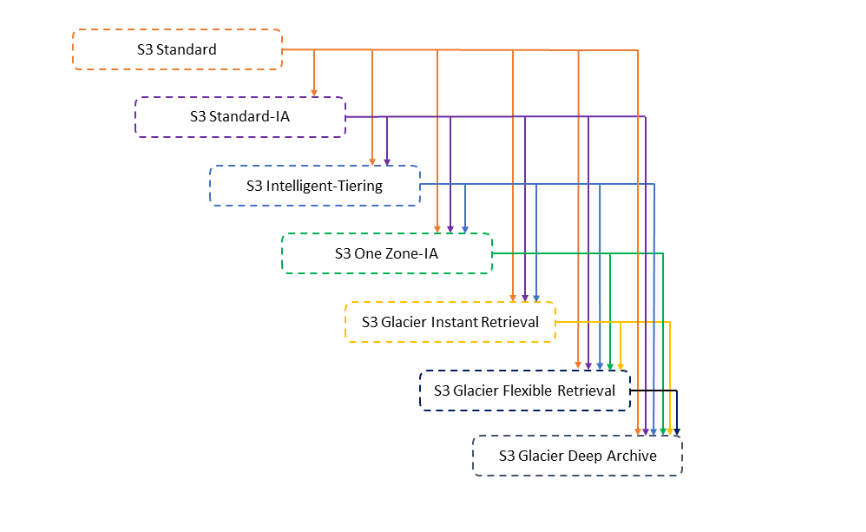 S3 Standard
S3 Standard-IA
S3 Intelligent-Tiering
S3 One Zone-IA
S3 Glacier Instant Retrieval
S3 Glacier Flexible Retrieval
S3 Glacier Deep Archive